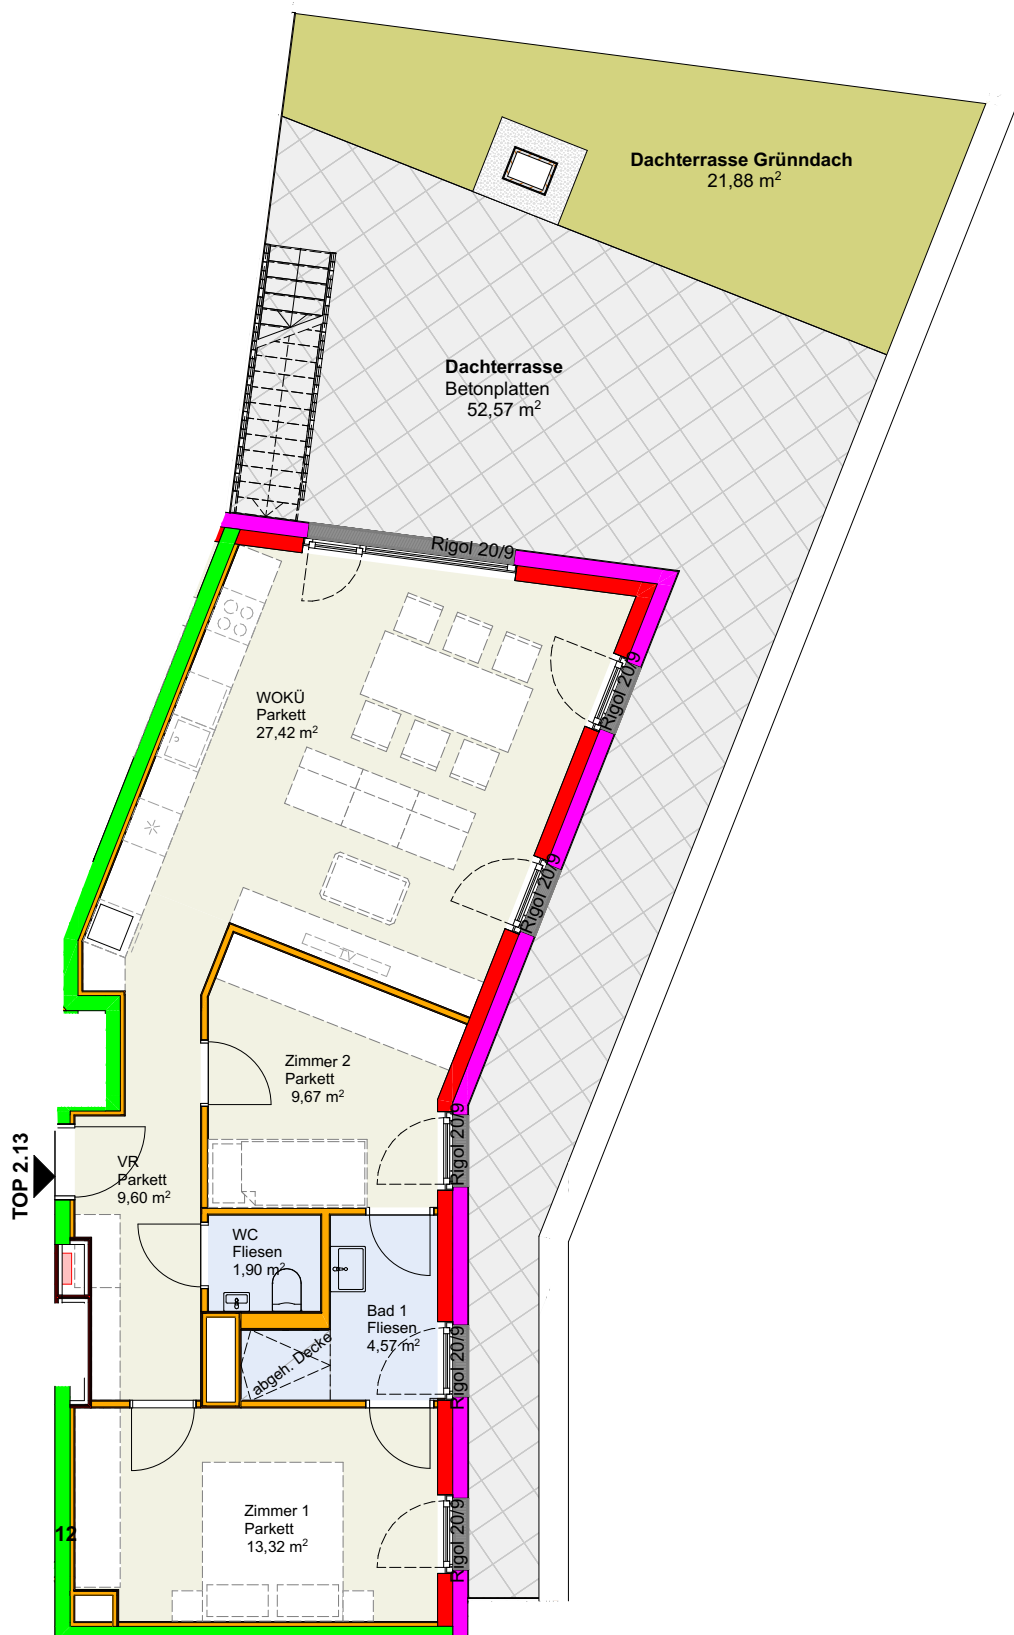 Dachterrasse Grünndach
21,88 m²
Dachterrasse
Betonplatten
52,57 m²
Rigol 20/9
WOKÜ
Parkett
27,42 m²
Rigol 20/9
Rigol 20/9
TV
Zimmer 2
Parkett
9,67 m²
Rigol 20/9
TOP 2.13
VR
Parkett
9,60 m²
WC
Fliesen
1,90 m²
Bad 1
Fliesen
4,57 m²
abgeh. Decke
Rigol 20/9
Zimmer 1
Parkett
13,32 m²
Rigol 20/9
12